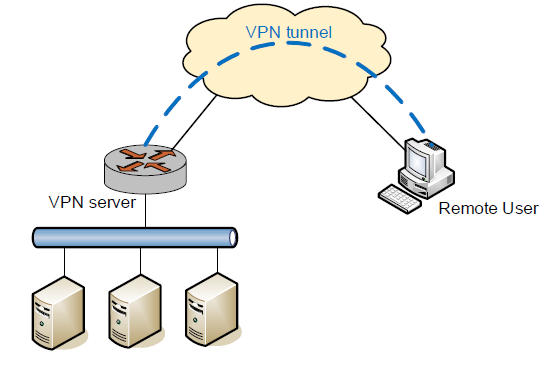 VPN tunnel
VPN server
Remote User